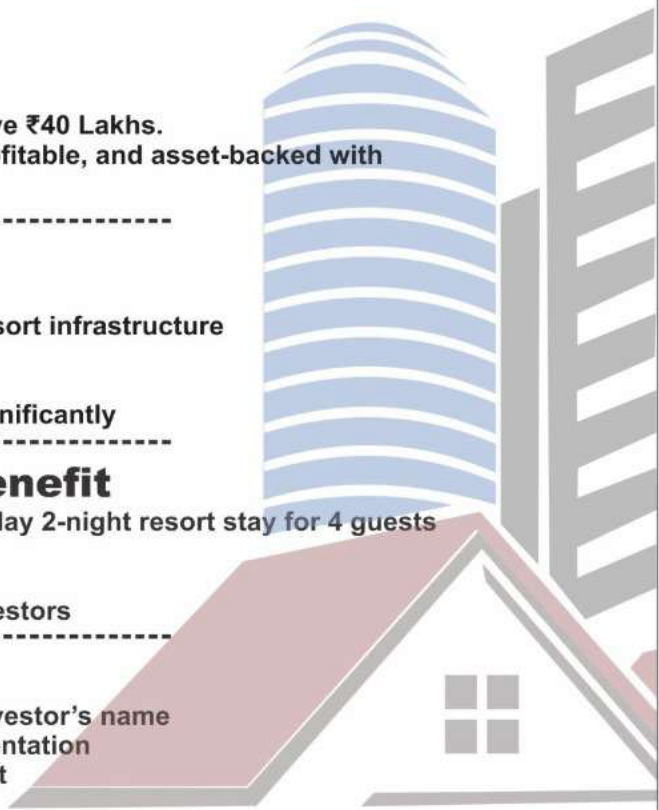 ve ₹40 Lakhs.
fitable, and asset-backed with
sort infrastructure
nificantly
enefit
lay 2-night resort stay for 4 guests
estors
vestor's name
entation
t